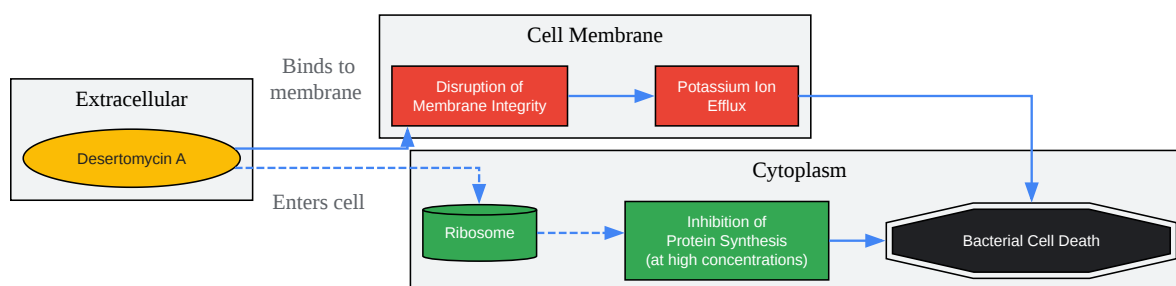 Cell Membrane
Binds to
membrane
Disruption of
Membrane Integrity
Potassium Ion
Efflux
Extracellular
Desertomycin A
Cytoplasm
Enters cell
Ribosome
Inhibition of
Protein Synthesis
(at high concentrations)
Bacterial Cell Death